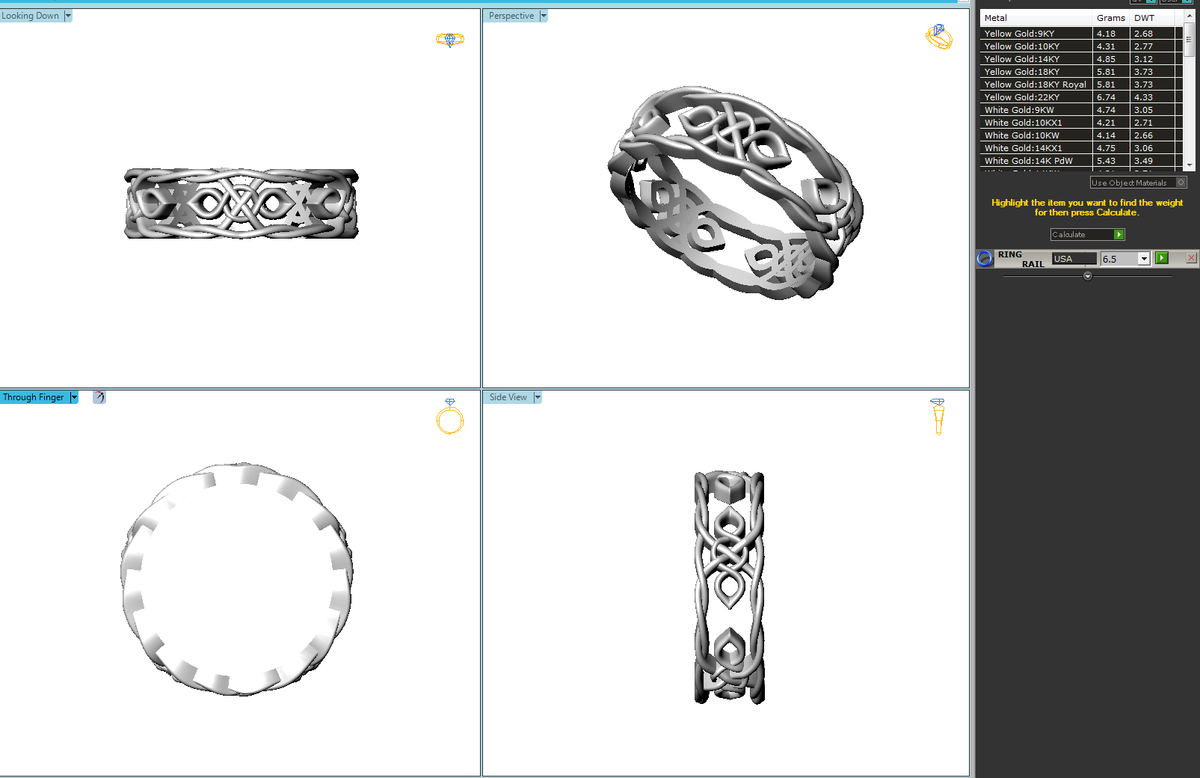 Looking Down
Perspective
Through Finger
Side View
Metal Grams DWT
Yellow Gold:9KY 4.18 2.68
Yellow Gold:10KY 4.31 2.77
Yellow Gold:14KY 4.85 3.12
Yellow Gold:18KY 5.81 3.73
Yellow Gold:18KY Royal 5.81 3.73
Yellow Gold:22KY 6.74 4.33
White Gold:9KW 4.74 3.05
White Gold:10KX1 4.21 2.71
White Gold:10KW 4.14 2.66
White Gold:14KX1 4.75 3.06
White Gold:14K PdW 5.43 3.49
Use Object Materials
Highlight the item you want to find the weight
for then press Calculate.
Calculate
RING
RAIL USA 6.5